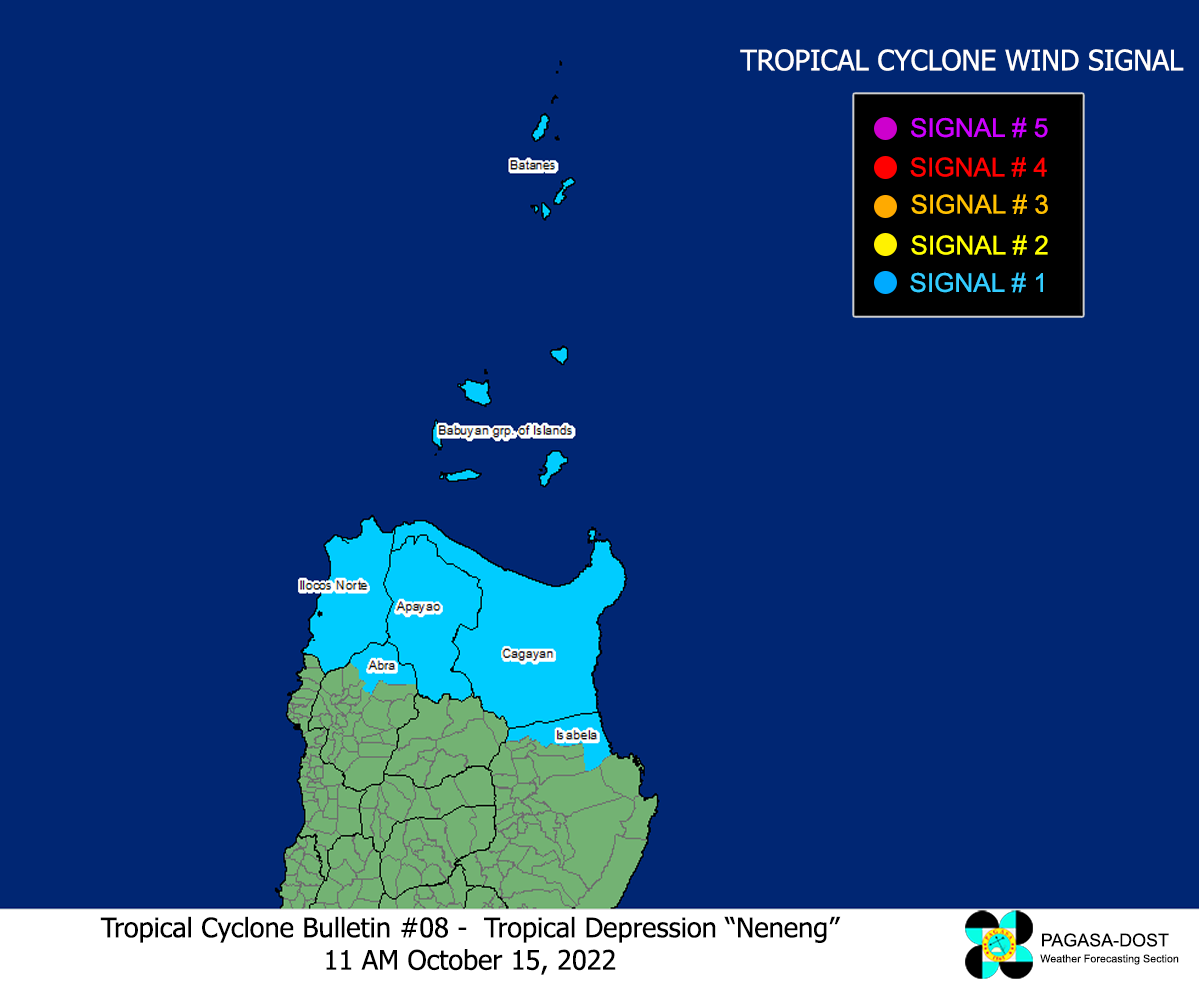 TROPICAL CYCLONE WIND SIGNAL
SIGNAL # 5
SIGNAL # 4
SIGNAL # 3
SIGNAL # 2
SIGNAL # 1
Batanes
Babuyan grp. of Islands
Ilocos Norte
Apayao
Cagayan
Abra
Isabela
Tropical Cyclone Bulletin #08 - Tropical Depression “Neneng”
11 AM October 15, 2022
PAGASA-DOST
Weather Forecasting Section